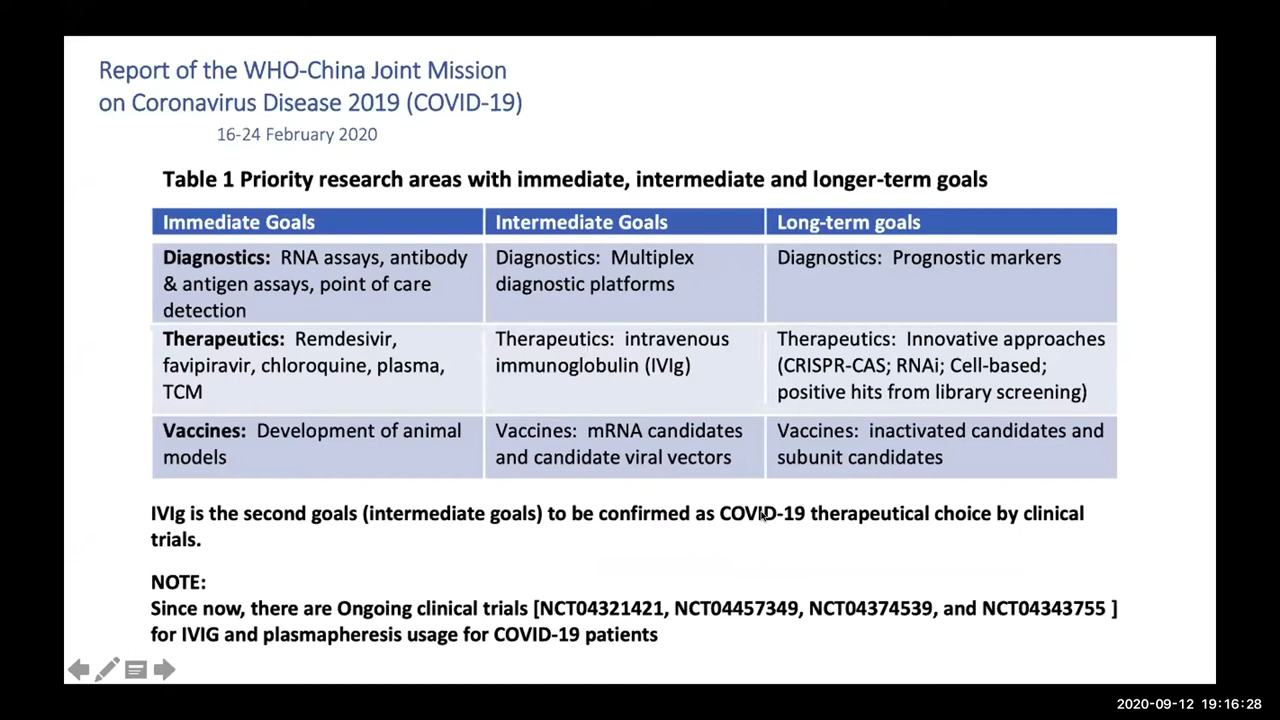 Report of the WHO-China Joint Mission
on Coronavirus Disease 2019 (COVID-19)
16-24 February 2020
Table 1 Priority research areas with immediate, intermediate and longer-term goals
Immediate Goals
Intermediate Goals
Long-term goals
Diagnostics: RNA assays, antibody
& antigen assays, point of care
detection
Diagnostics: Multiplex
diagnostic platforms
Diagnostics: Prognostic markers
Therapeutics: Remdesivir,
favipiravir, chloroquine, plasma,
TCM
Therapeutics: intravenous
immunoglobulin (IVIg)
Therapeutics: Innovative approaches
(CRISPR-CAS; RNAi; Cell-based;
positive hits from library screening)
Vaccines: Development of animal
models
Vaccines: mRNA candidates
and candidate viral vectors
Vaccines: inactivated candidates and
subunit candidates
IVIg is the second goals (intermediate goals) to be confirmed as COVID-19 therapeutical choice by clinical
trials.
NOTE:
Since now, there are Ongoing clinical trials [NCT04321421, NCT04457349, NCT04374539, and NCT04343755 ]
for IVIG and plasmapheresis usage for COVID-19 patients
2020-09-12 19:16:28